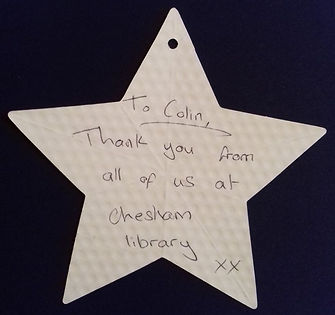 To Colin,
Thank you from
all of us at
Chesham
library
xx